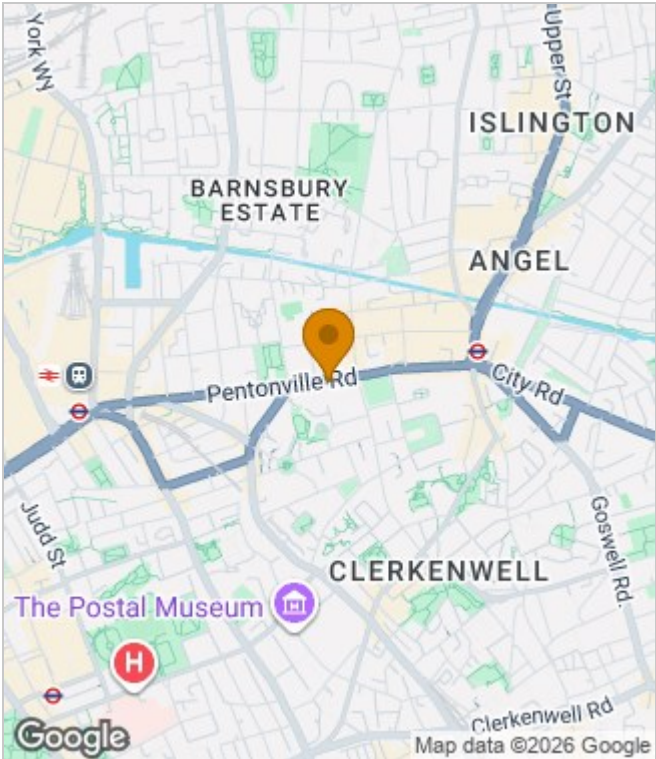 York Wy
Upper St
ISLINGTON
BARNSBURY
ESTATE
ANGEL
Pentonville Rd
City Rd
Judd St
Goswell Rd.
CLERKENWELL
The Postal Museum
H
Clerkenwell Rd
Google
Map data ©2026 Google